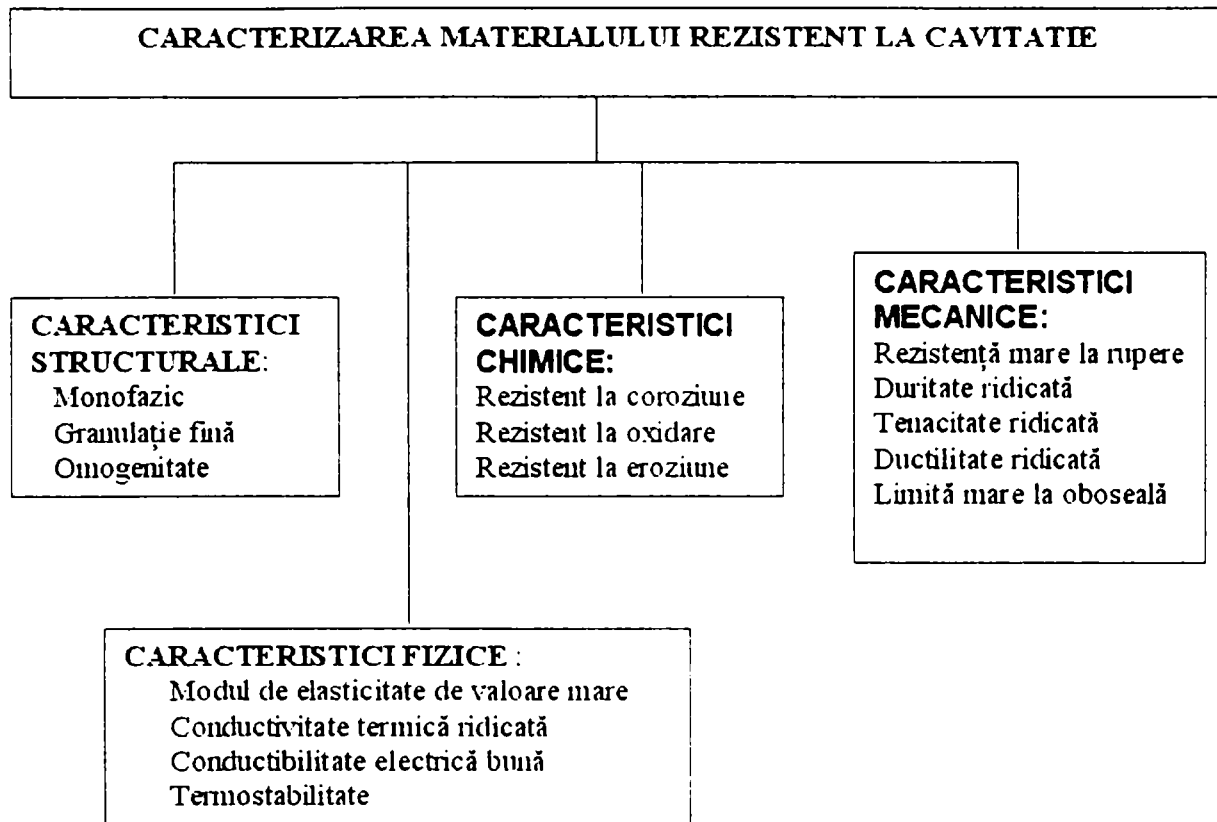 CARACTERIZAREA MATERIALULUI REZISTENT LA CAVITATIE
CARACTERISTICI
STRUCTURALE:
Monofazic
Granulație fină
Omogenitate
CARACTERISTICI
CHIMICE:
Rezistent la coroziune
Rezistent la oxidare
Rezistent la eroziune
CARACTERISTICI
MECANICE:
Rezistență mare la rupere
Duritate ridicată
Tenacitate ridicată
Ductilitate ridicată
Limită mare la oboseală
CARACTERISTICI FIZICE :
Modul de elasticitate de valoare mare
Conductivitate termică ridicată
Conductibilitate electrică bună
Termostabilitate